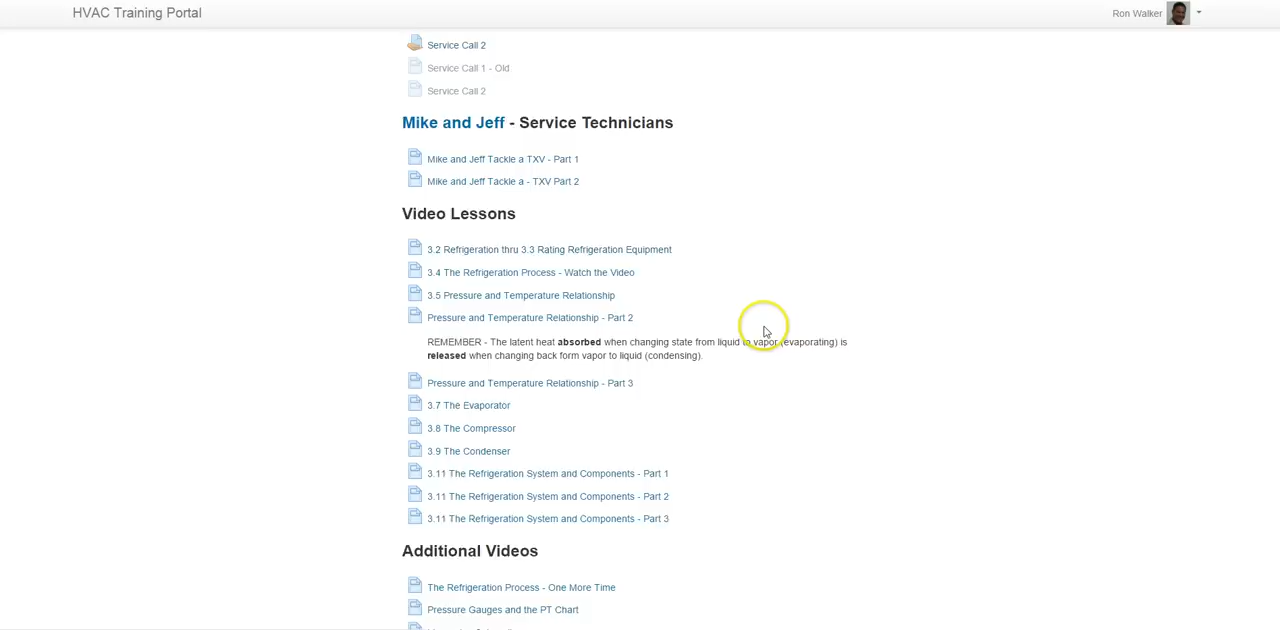 HVAC Training Portal
Ron Walker
Service Call 2
Service Call 1 - Old
Service Call 2
Mike and Jeff - Service Technicians
Mike and Jeff Tackle a TXV - Part 1
Mike and Jeff Tackle a - TXV Part 2
Video Lessons
3.2 Refrigeration thru 3.3 Rating Refrigeration Equipment
3.4 The Refrigeration Process - Watch the Video
3.5 Pressure and Temperature Relationship
Pressure and Temperature Relationship - Part 2
REMEMBER - The latent heat absorbed when changing state from liquid to vapor (evaporating) is
released when changing back form vapor to liquid (condensing).
Pressure and Temperature Relationship - Part 3
3.7 The Evaporator
3.8 The Compressor
3.9 The Condenser
3.11 The Refrigeration System and Components - Part 1
3.11 The Refrigeration System and Components - Part 2
3.11 The Refrigeration System and Components - Part 3
Additional Videos
The Refrigeration Process - One More Time
Pressure Gauges and the PT Chart